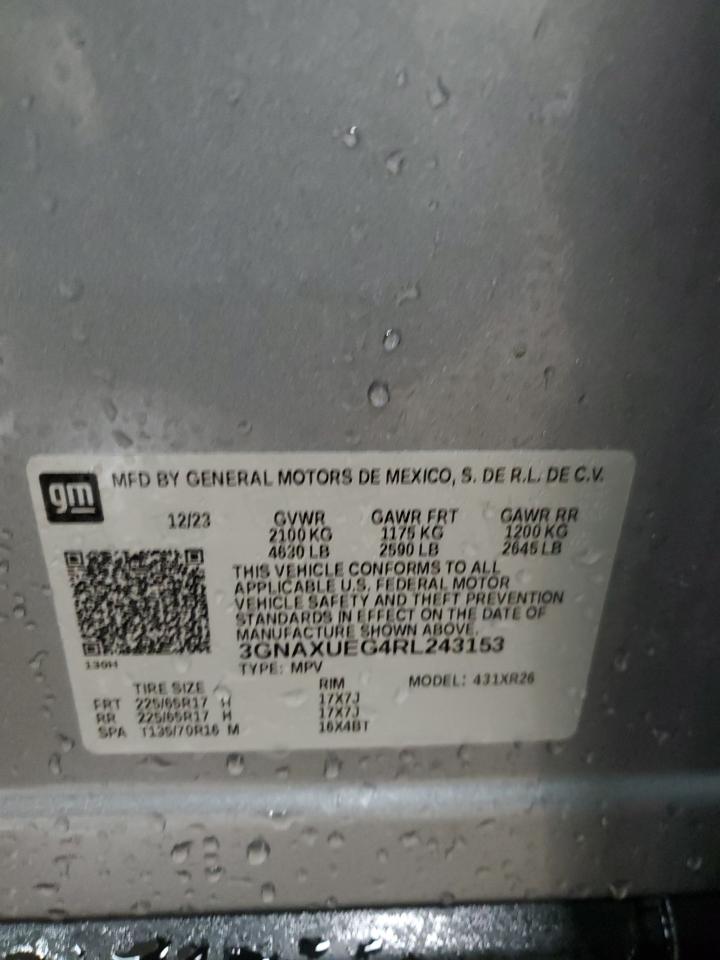 gm MFD BY GENERAL MOTORS DE MEXICO, S. DE R.L. DE C.V.
12/23 GVWR GAWR FRT GAWR RR
2100 KG 1175 KG 1200 KG
4630 LB 2590 LB 2645 LB
THIS VEHICLE CONFORMS TO ALL
APPLICABLE U.S. FEDERAL MOTOR
VEHICLE SAFETY AND THEFT PREVENTION
STANDARDS IN EFFECT ON THE DATE OF
MANUFACTURE SHOWN ABOVE.
3GNAXUEG4RL243153
TYPE: MPV
TIRE SIZE RIM MODEL: 431XR26
FRT 225/65R17 H 17X7J
RR 225/65R17 H 17X7J
SPA T135/70R16 M 16X4BT